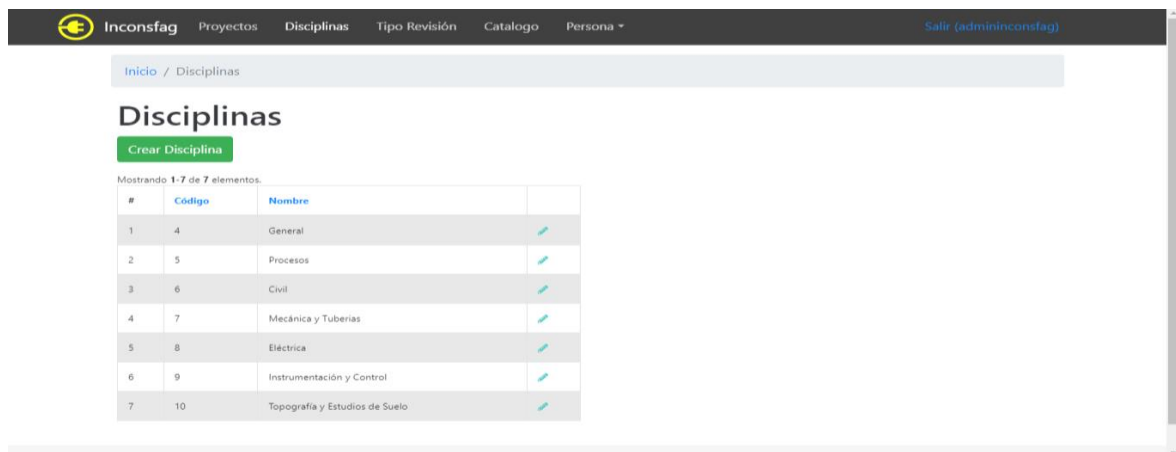 Inconsfag Proyectos Disciplinas Tipo Revisión Catalogo Persona Salir (admininconsfag)
Inicio / Disciplinas
Disciplinas
Crear Disciplina
Mostrando 1-7 de 7 elementos.
# Código Nombre
1 4 General
2 5 Procesos
3 6 Civil
4 7 Mecánica y Tuberias
5 8 Eléctrica
6 9 Instrumentación y Control
7 10 Topografía y Estudios de Suelo